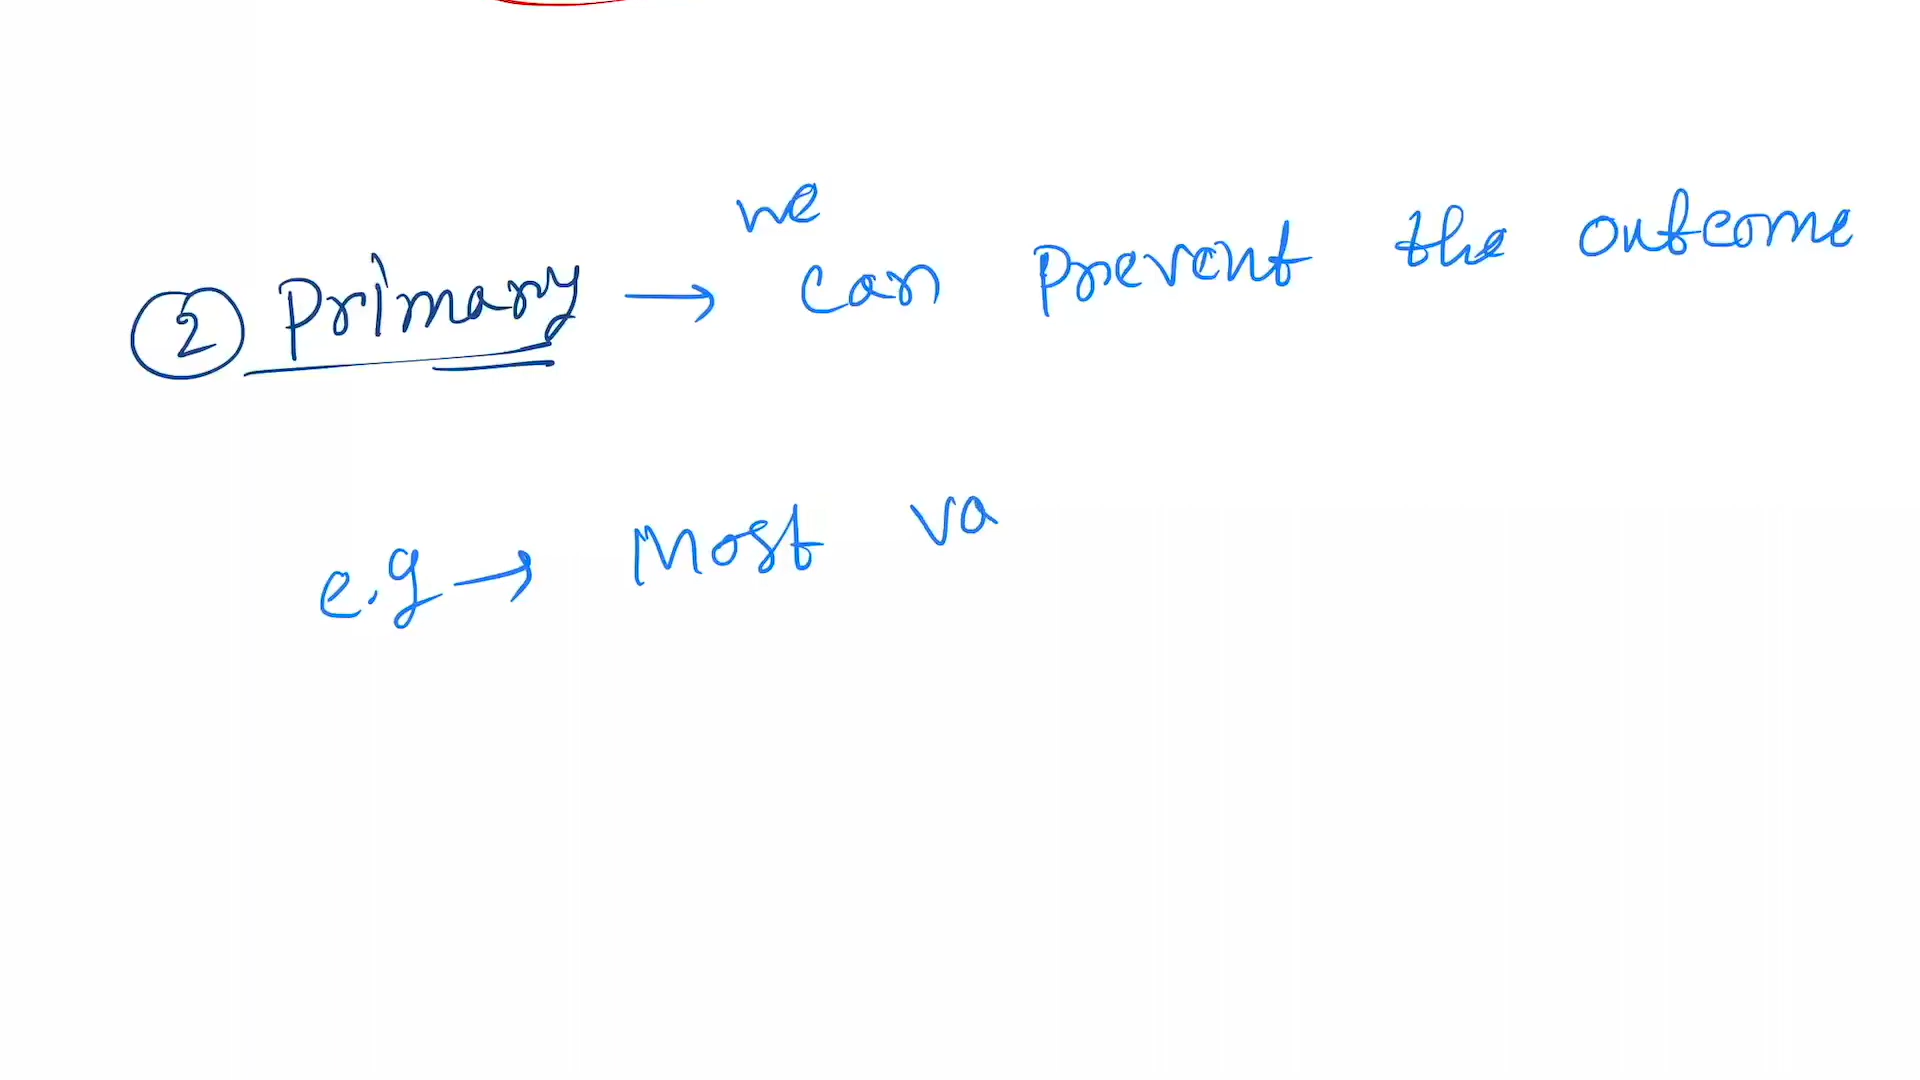 ② Primary → we can prevent the outcome
e.g → Most va